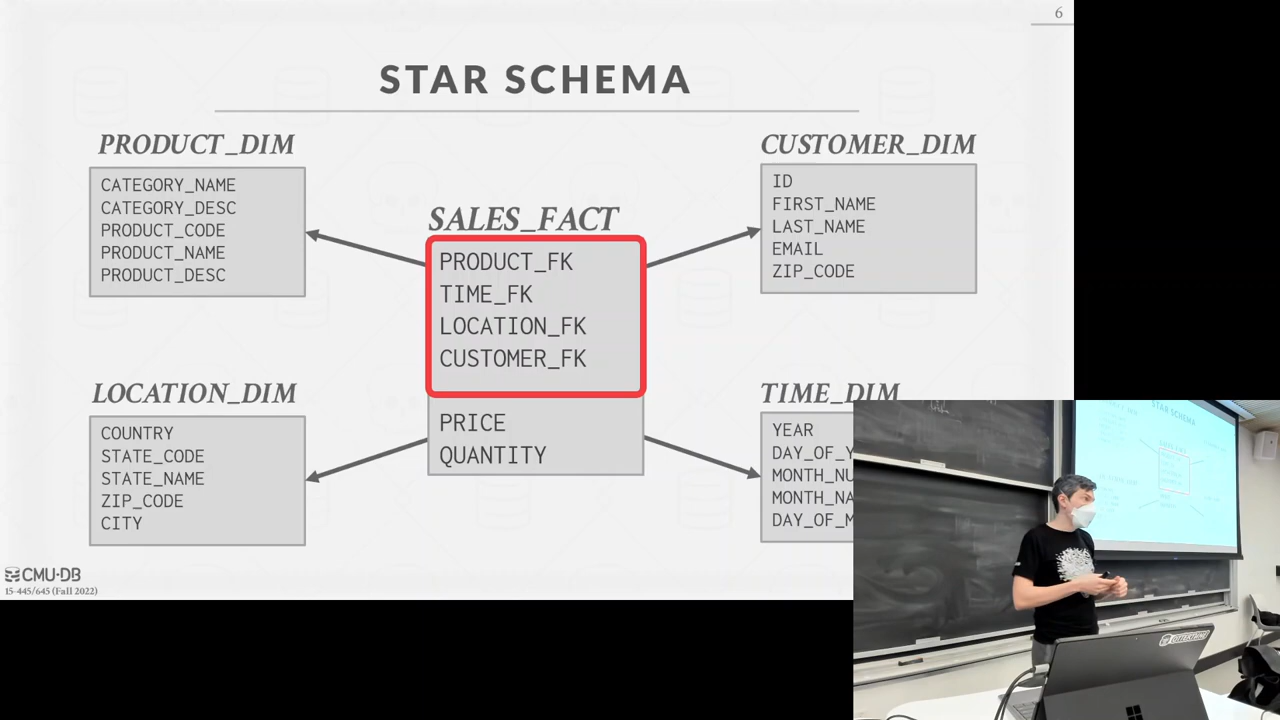 6
STAR SCHEMA
PRODUCT_DIM
CATEGORY_NAME
CATEGORY_DESC
PRODUCT_CODE
PRODUCT_NAME
PRODUCT_DESC
CUSTOMER_DIM
ID
FIRST_NAME
LAST_NAME
EMAIL
ZIP_CODE
SALES_FACT
PRODUCT_FK
TIME_FK
LOCATION_FK
CUSTOMER_FK
PRICE
QUANTITY
LOCATION_DIM
COUNTRY
STATE_CODE
STATE_NAME
ZIP_CODE
CITY
TIME_DIM
YEAR
DAY_OF_Y
MONTH_NU
MONTH_NA
DAY_OF_M
CMU·DB
15-445/645 (Fall 2022)
STAR SCHEMA